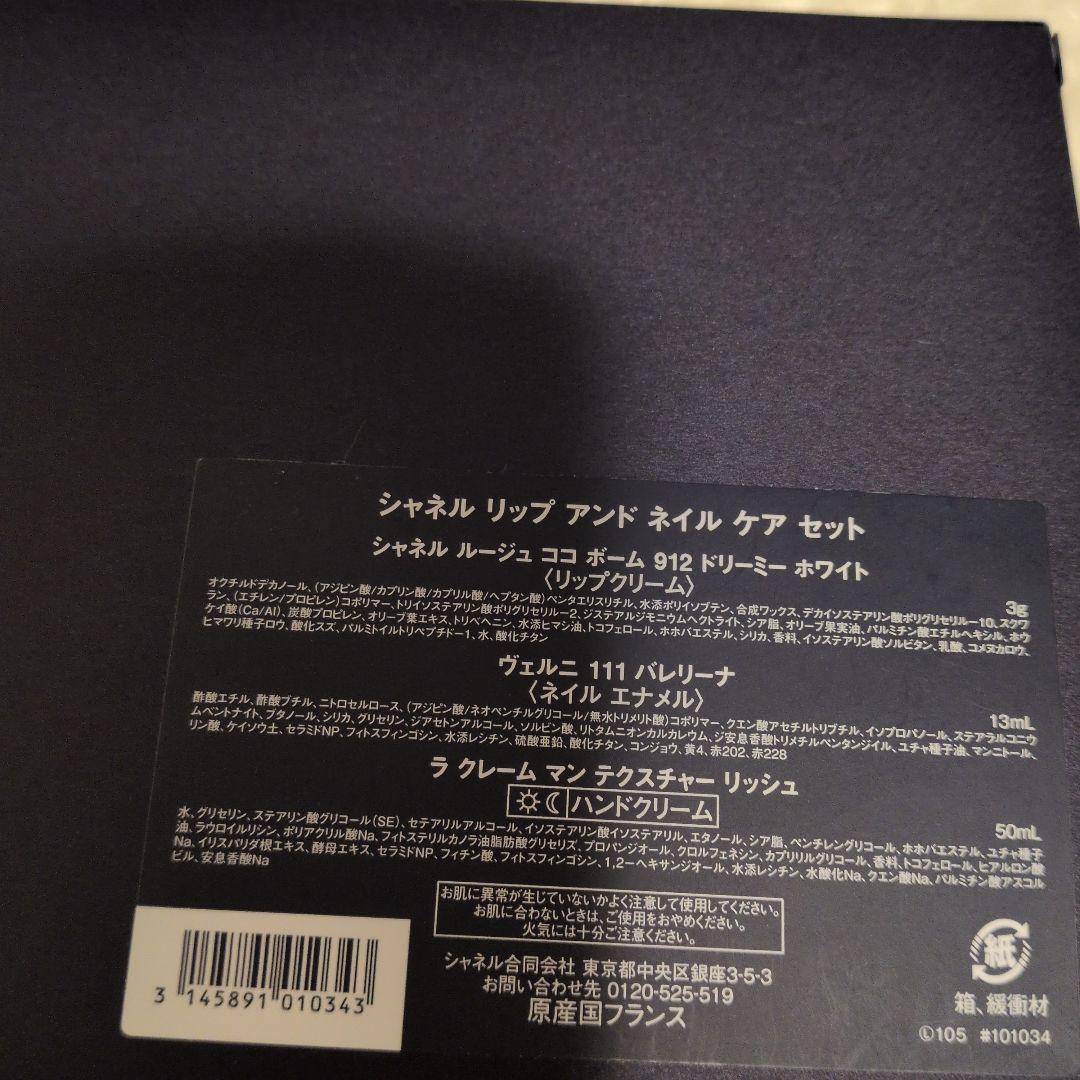 シャネル リップ アンド ネイル ケア セット
シャネル ルージュ ココ ボーム 912 ドリーミー ホワイト
〈リップクリーム〉
3g
オクチルドデカノール、(アジピン酸/カプリン酸/カプリル酸/ヘプタン酸)ペンタエリスリチル、水添ポリイソブテン、合成ワックス、デカイソステアリン酸ポリグリセリル-10、スクワ
ラン、(エチレン/プロピレン)コポリマー、トリイソステアリン酸ポリグリセリル-2、ジステアルジモニウムヘクトライト、シア脂、オリーブ果実油、パルミチン酸エチルヘキシル、ホウ
ケイ酸(Ca/Al)、炭酸プロピレン、オリーブ葉エキス、トリベヘニン、水添ヒマシ油、トコフェロール、ホホバエステル、シリカ、香料、イソステアリン酸ソルビタン、乳酸、コメヌカロウ、
ヒマワリ種子ロウ、酸化スズ、パルミトイルトリペプチド-1、水、酸化チタン
ヴェルニ 111 バレリーナ
〈ネイル エナメル〉
13mL
酢酸エチル、酢酸ブチル、ニトロセルロース、(アジピン酸/ネオペンチルグリコール/無水トリメリト酸)コポリマー、クエン酸アセチルトリブチル、イソプロパノール、ステアラルコニウ
ムベントナイト、ブタノール、シリカ、グリセリン、ジアセトンアルコール、ソルビン酸、リトタムニオンカルカレウム、ジ安息香酸トリメチルペンタンジイル、ユチャ種子油、マンニトール、
リン酸、ケイソウ土、セラミドNP、フィトスフィンゴシン、水添レシチン、硫酸亜鉛、酸化チタン、コンジョウ、黄4、赤202、赤228
ラ クレーム マン テクスチャー リッシュ
ハンドクリーム
50mL
水、グリセリン、ステアリン酸グリコール(SE)、セテアリルアルコール、イソステアリン酸イソステアリル、エタノール、シア脂、ペンチレングリコール、ホホバエステル、ユチャ種子
油、ラウロイルリシン、ポリアクリル酸Na、フィトステリルカノラ油脂肪酸グリセリズ、プロパンジオール、クロルフェネシン、カプリリルグリコール、香料、トコフェロール、ヒアルロン酸
Na、イリスパリダ根エキス、酵母エキス、セラミドNP、フィチン酸、フィトスフィンゴシン、1,2-ヘキサンジオール、水添レシチン、水酸化Na、クエン酸Na、パルミチン酸アスコル
ビル、安息香酸Na
お肌に異常が生じていないかよく注意して使用してください。
お肌に合わないときは、ご使用をおやめください。
火気には十分ご注意ください。
シャネル合同会社 東京都中央区銀座3-5-3
お問い合わせ先 0120-525-519
原産国フランス
3 145891 010343
紙
箱、緩衝材
Ⓛ105 #101034